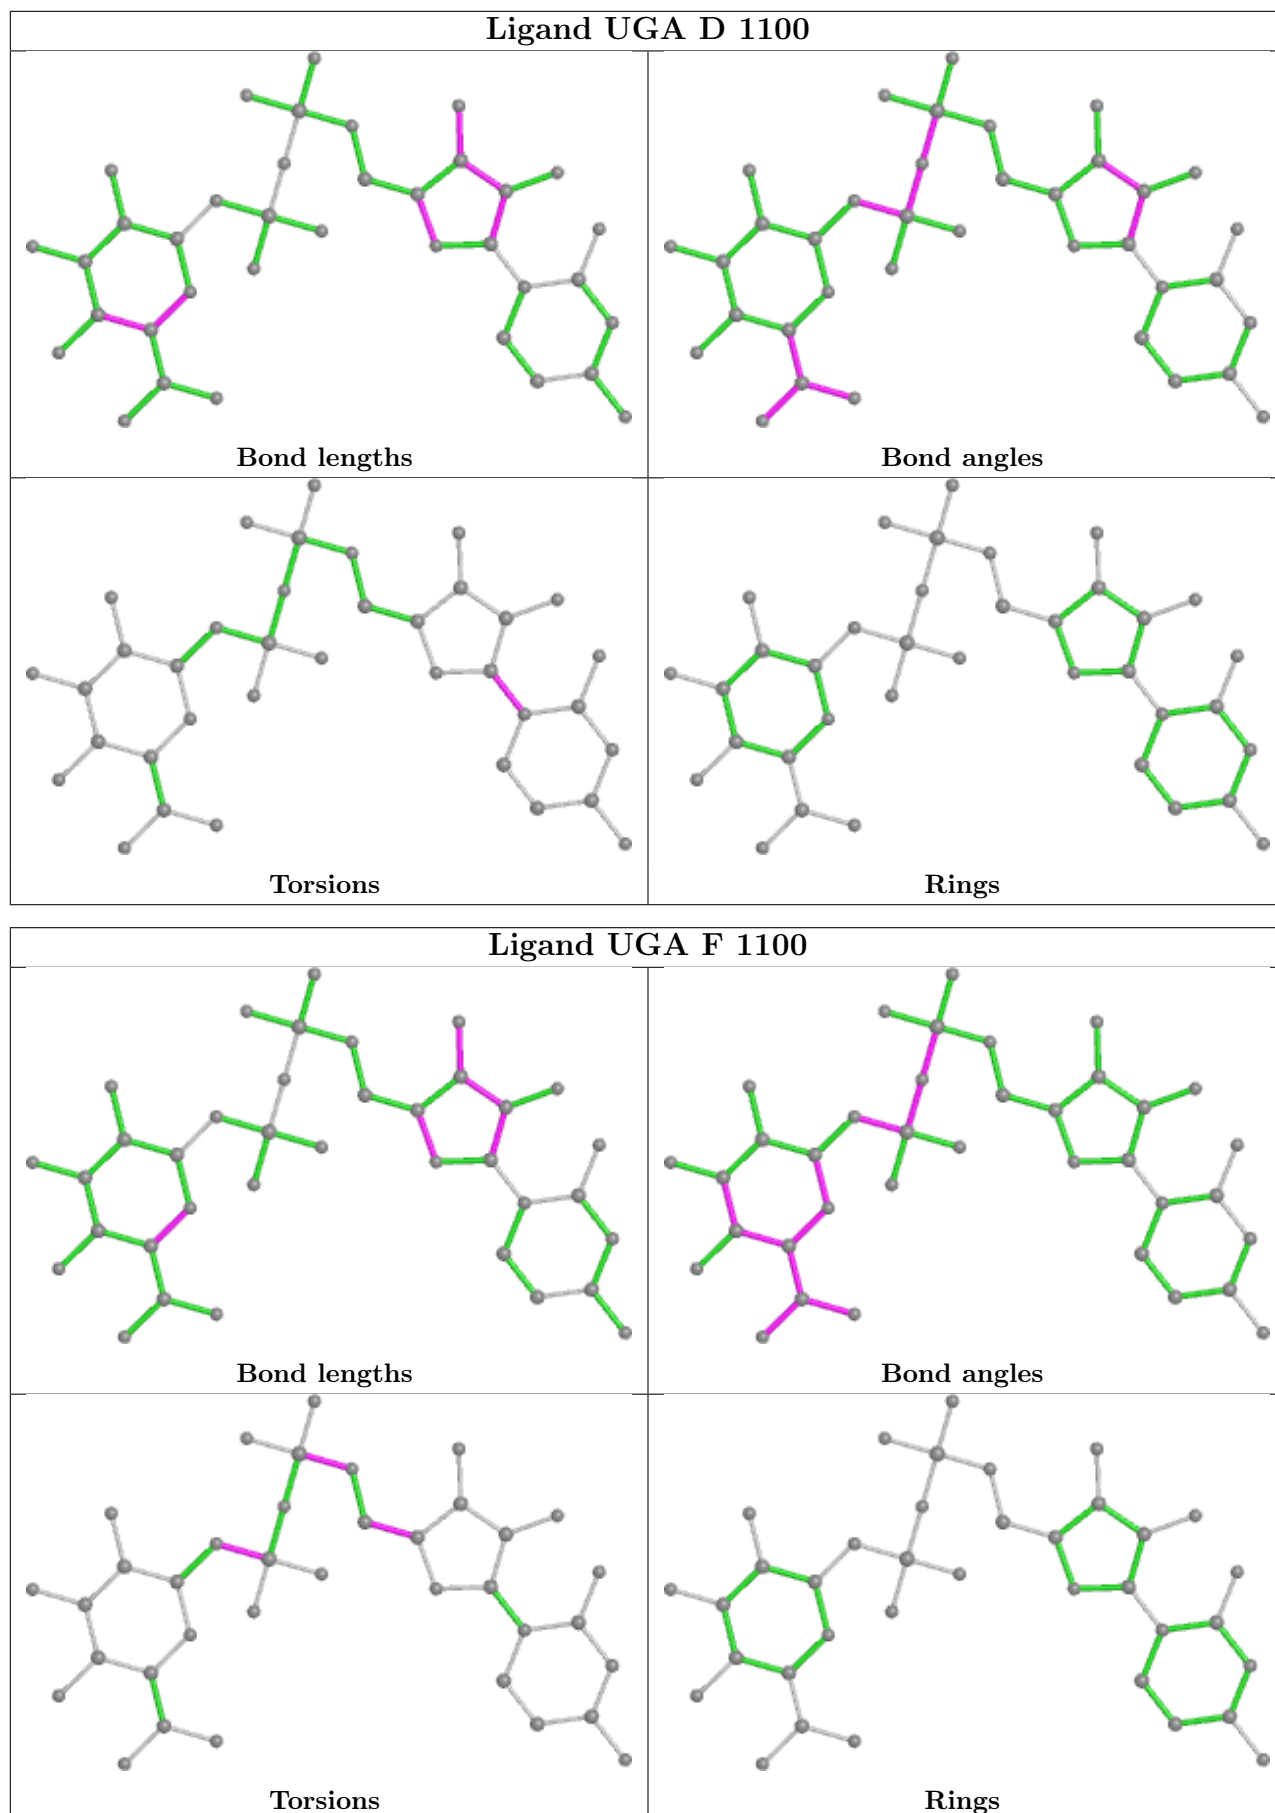 Ligand UGA D 1100
Bond lengths
Bond angles
Torsions
Rings
Ligand UGA F 1100
Bond lengths
Bond angles
Torsions
Rings